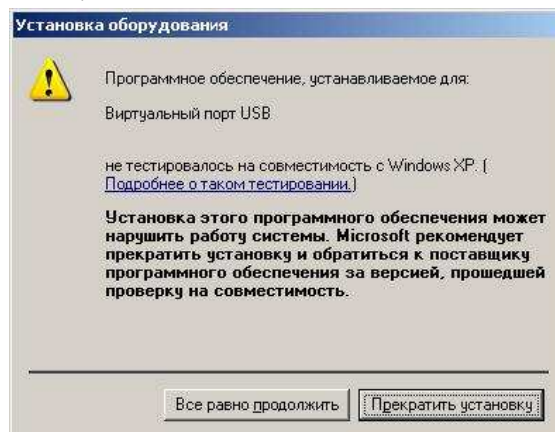 Установка оборудования
Программное обеспечение, устанавливаемое для:
Виртуальный порт USB
не тестировалось на совместимость с Windows XP. (
Подробнее о таком тестировании.)
Установка этого программного обеспечения может
нарушить работу системы. Microsoft рекомендует
прекратить установку и обратиться к поставщику
программного обеспечения за версией, прошедшей
проверку на совместимость.
Все равно продолжить
Прекратить установку